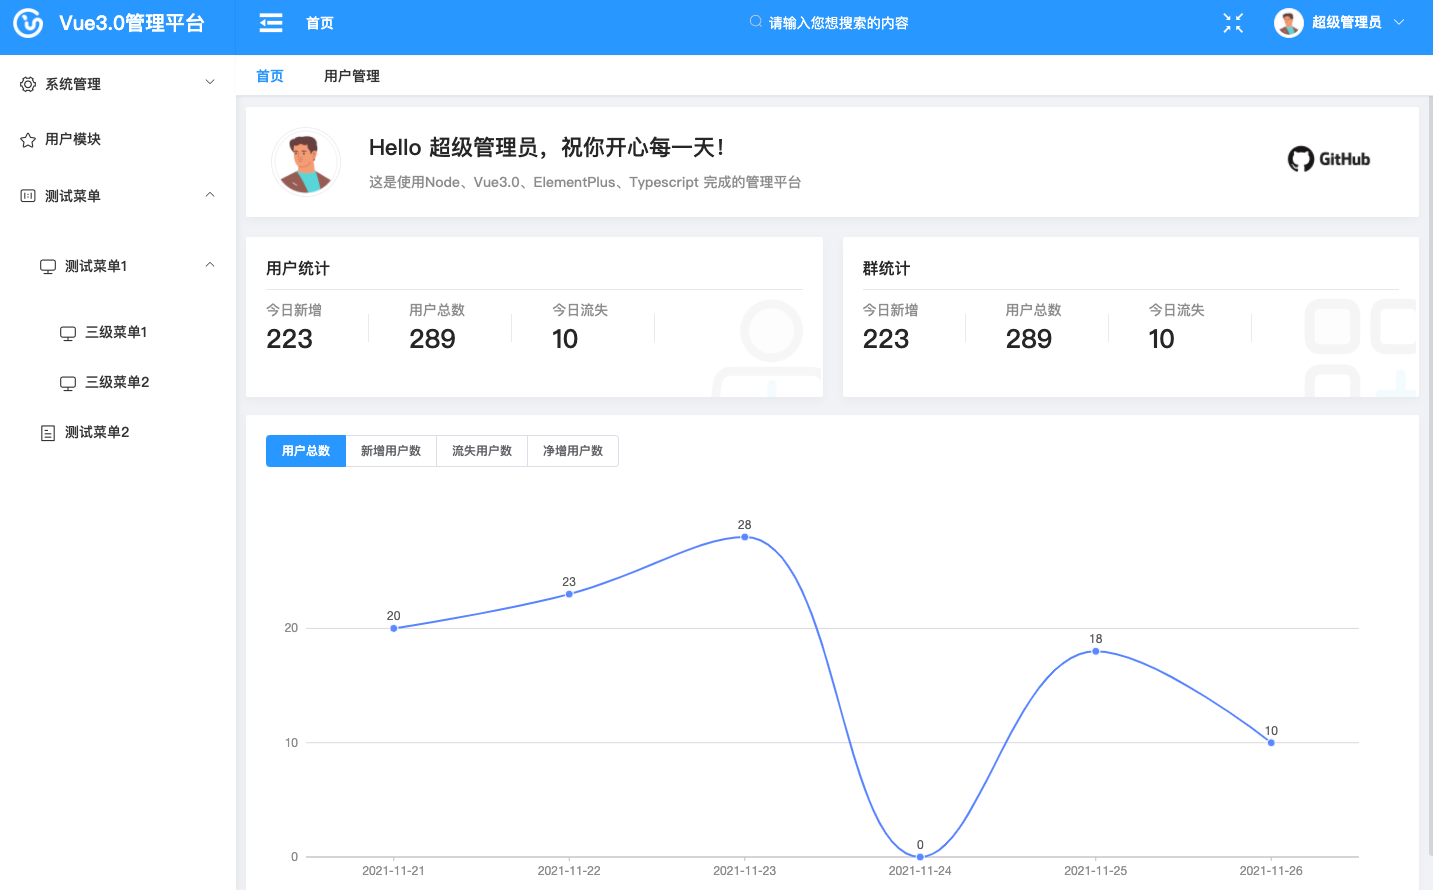 Vue3.0管理平台
首页
请输入您想搜索的内容
超级管理员
系统管理
用户模块
测试菜单
测试菜单1
三级菜单1
三级菜单2
测试菜单2
首页
用户管理
Hello 超级管理员，祝你开心每一天！
这是使用Node、Vue3.0、ElementPlus、Typescript 完成的管理平台
GitHub
用户统计
今日新增
223
用户总数
289
今日流失
10
群统计
今日新增
223
用户总数
289
今日流失
10
用户总数
新增用户数
流失用户数
净增用户数
28
23
20
20
18
10
10
0
0
2021-11-21
2021-11-22
2021-11-23
2021-11-24
2021-11-25
2021-11-26